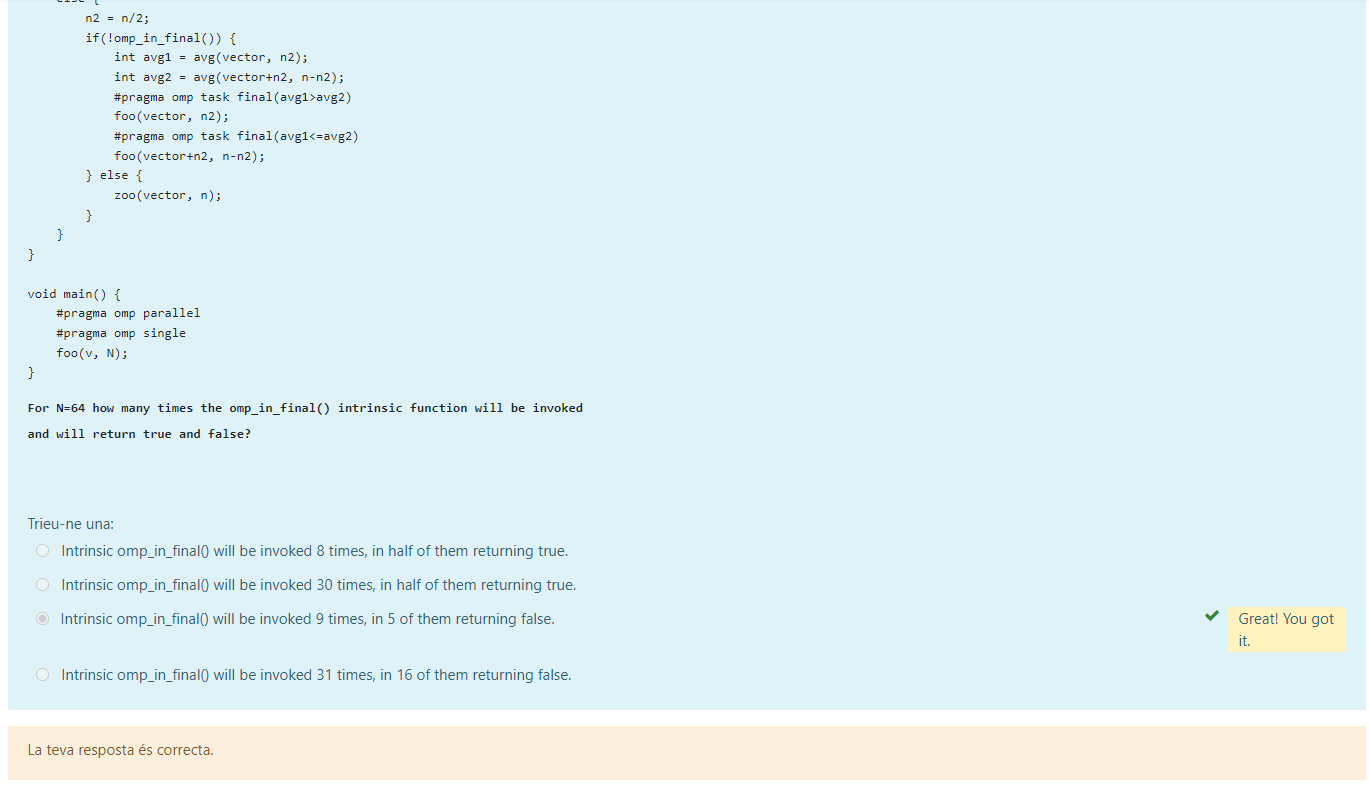 else {
n2 = n/2;
if(!omp_in_final()) {
int avg1 = avg(vector, n2);
int avg2 = avg(vector+n2, n-n2);
#pragma omp task final(avg1>avg2)
foo(vector, n2);
#pragma omp task final(avg1<=avg2)
foo(vector+n2, n-n2);
} else {
zoo(vector, n);
}
}
}
void main() {
#pragma omp parallel
#pragma omp single
foo(v, N);
}
For N=64 how many times the omp_in_final() intrinsic function will be invoked
and will return true and false?
Trieu-ne una:
Intrinsic omp_in_final() will be invoked 8 times, in half of them returning true.
Intrinsic omp_in_final() will be invoked 30 times, in half of them returning true.
Intrinsic omp_in_final() will be invoked 9 times, in 5 of them returning false.
Great! You got
it.
Intrinsic omp_in_final() will be invoked 31 times, in 16 of them returning false.
La teva resposta és correcta.